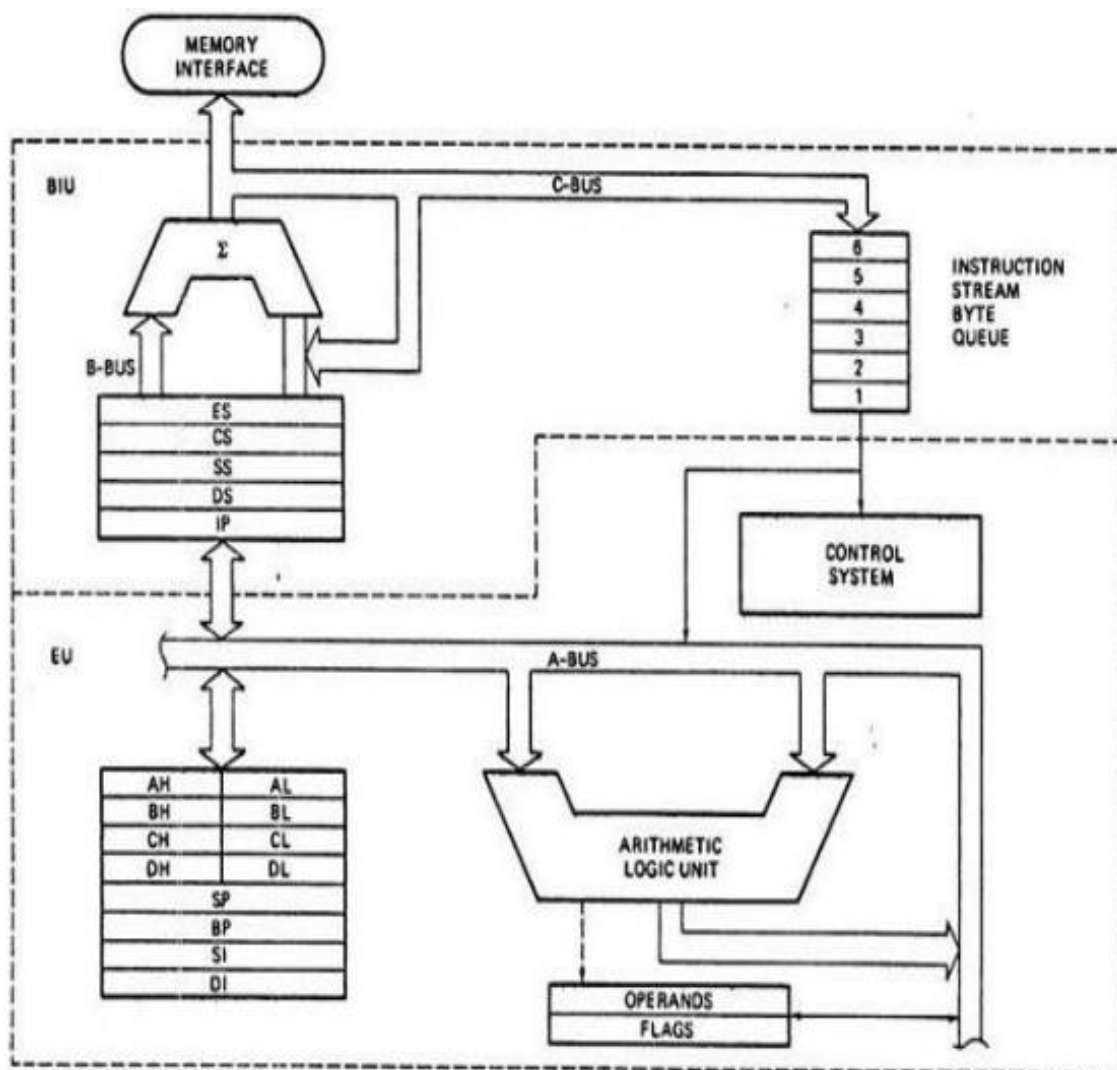 MEMORY
INTERFACE
BIU
C-BUS
Σ
6
5
4
3
2
1
INSTRUCTION
STREAM
BYTE
QUEUE
B-BUS
ES
CS
SS
DS
IP
CONTROL
SYSTEM
EU
A-BUS
AH AL
BH BL
CH CL
DH DL
SP
BP
SI
DI
ARITHMETIC
LOGIC UNIT
OPERANDS
FLAGS